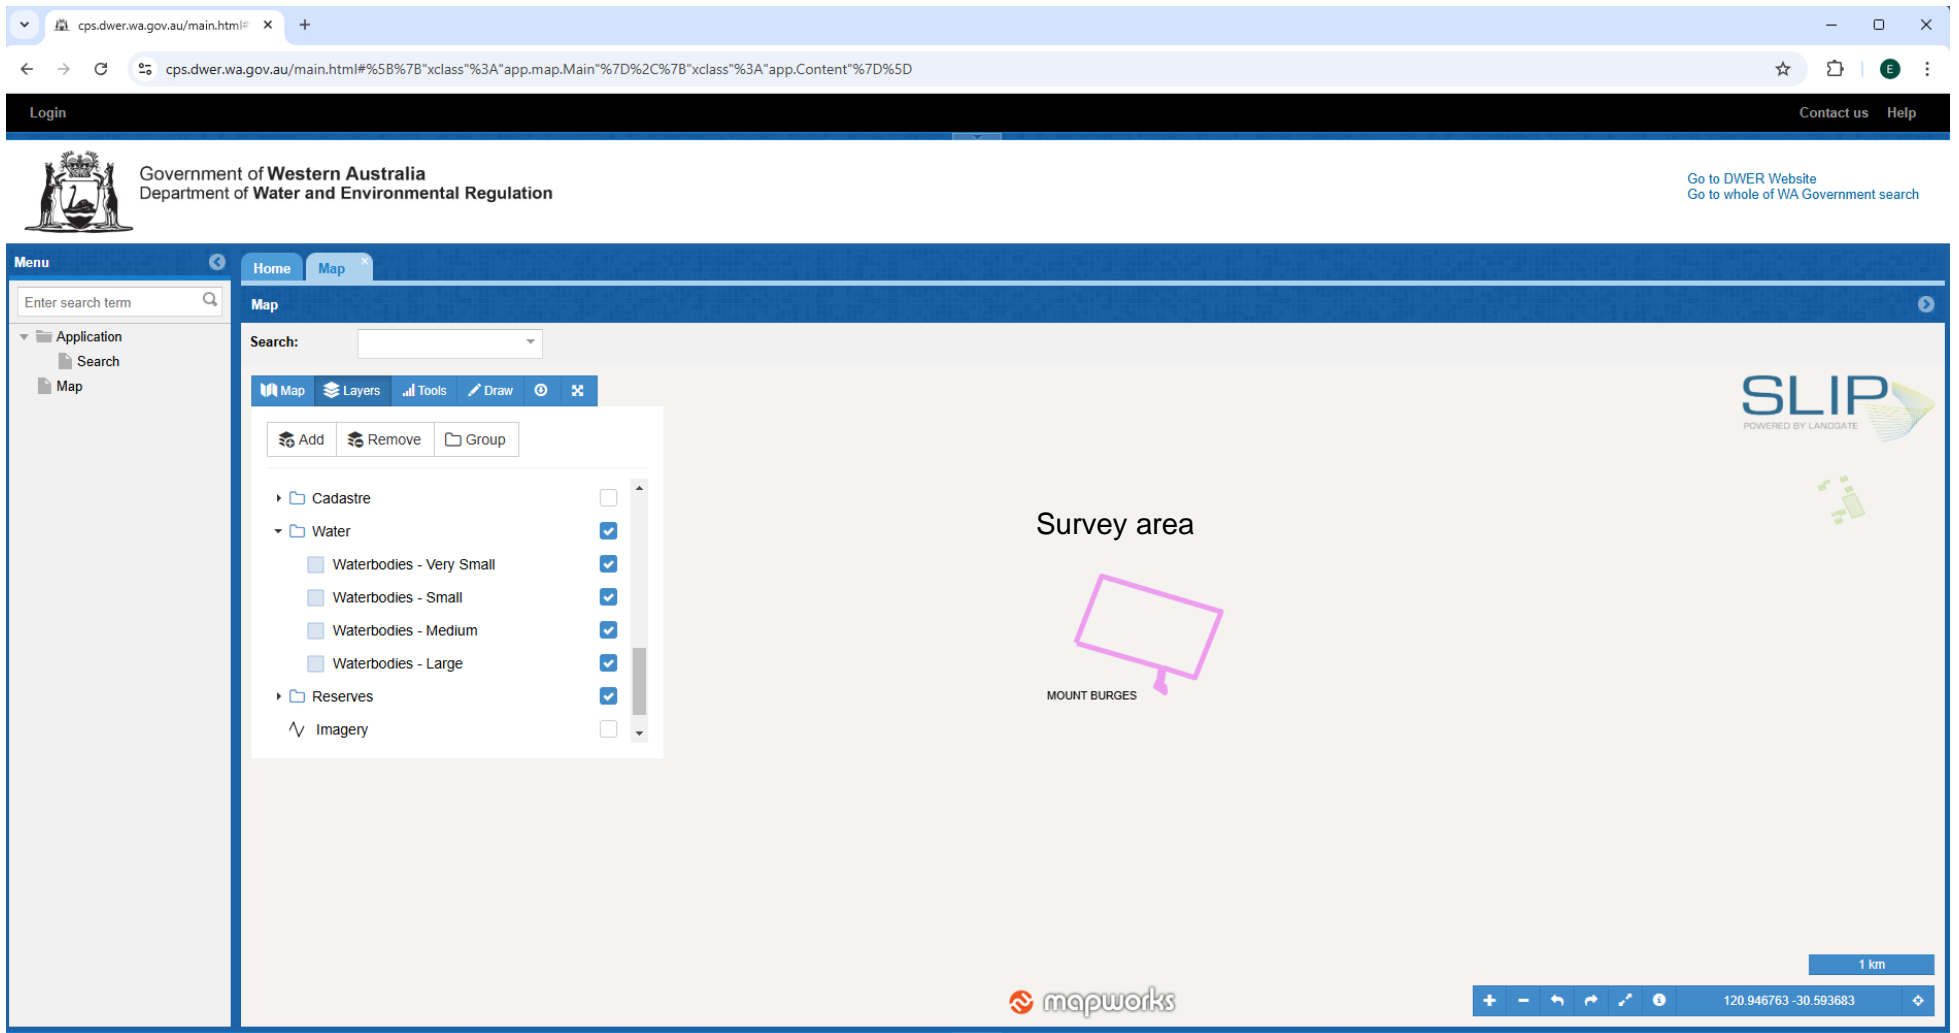 cps.dwer.wa.gov.au/main.html#
cps.dwer.wa.gov.au/main.html#%5B%7B"xclass"%3A"app.map.Main"%7D%2C%7B"xclass"%3A"app.Content"%7D%5D
E
Login
Contact us Help
Government of Western Australia
Department of Water and Environmental Regulation
Go to DWER Website
Go to whole of WA Government search
Menu
Home Map
Enter search term
Map
Application
Search
Map
Search:
Map Layers Tools Draw
SLIP
POWERED BY LANDGATE
Add Remove Group
Cadastre
Water
Waterbodies - Very Small
Waterbodies - Small
Waterbodies - Medium
Waterbodies - Large
Reserves
Imagery
Survey area
MOUNT BURGES
1 km
mapworks
120.946763 -30.593683